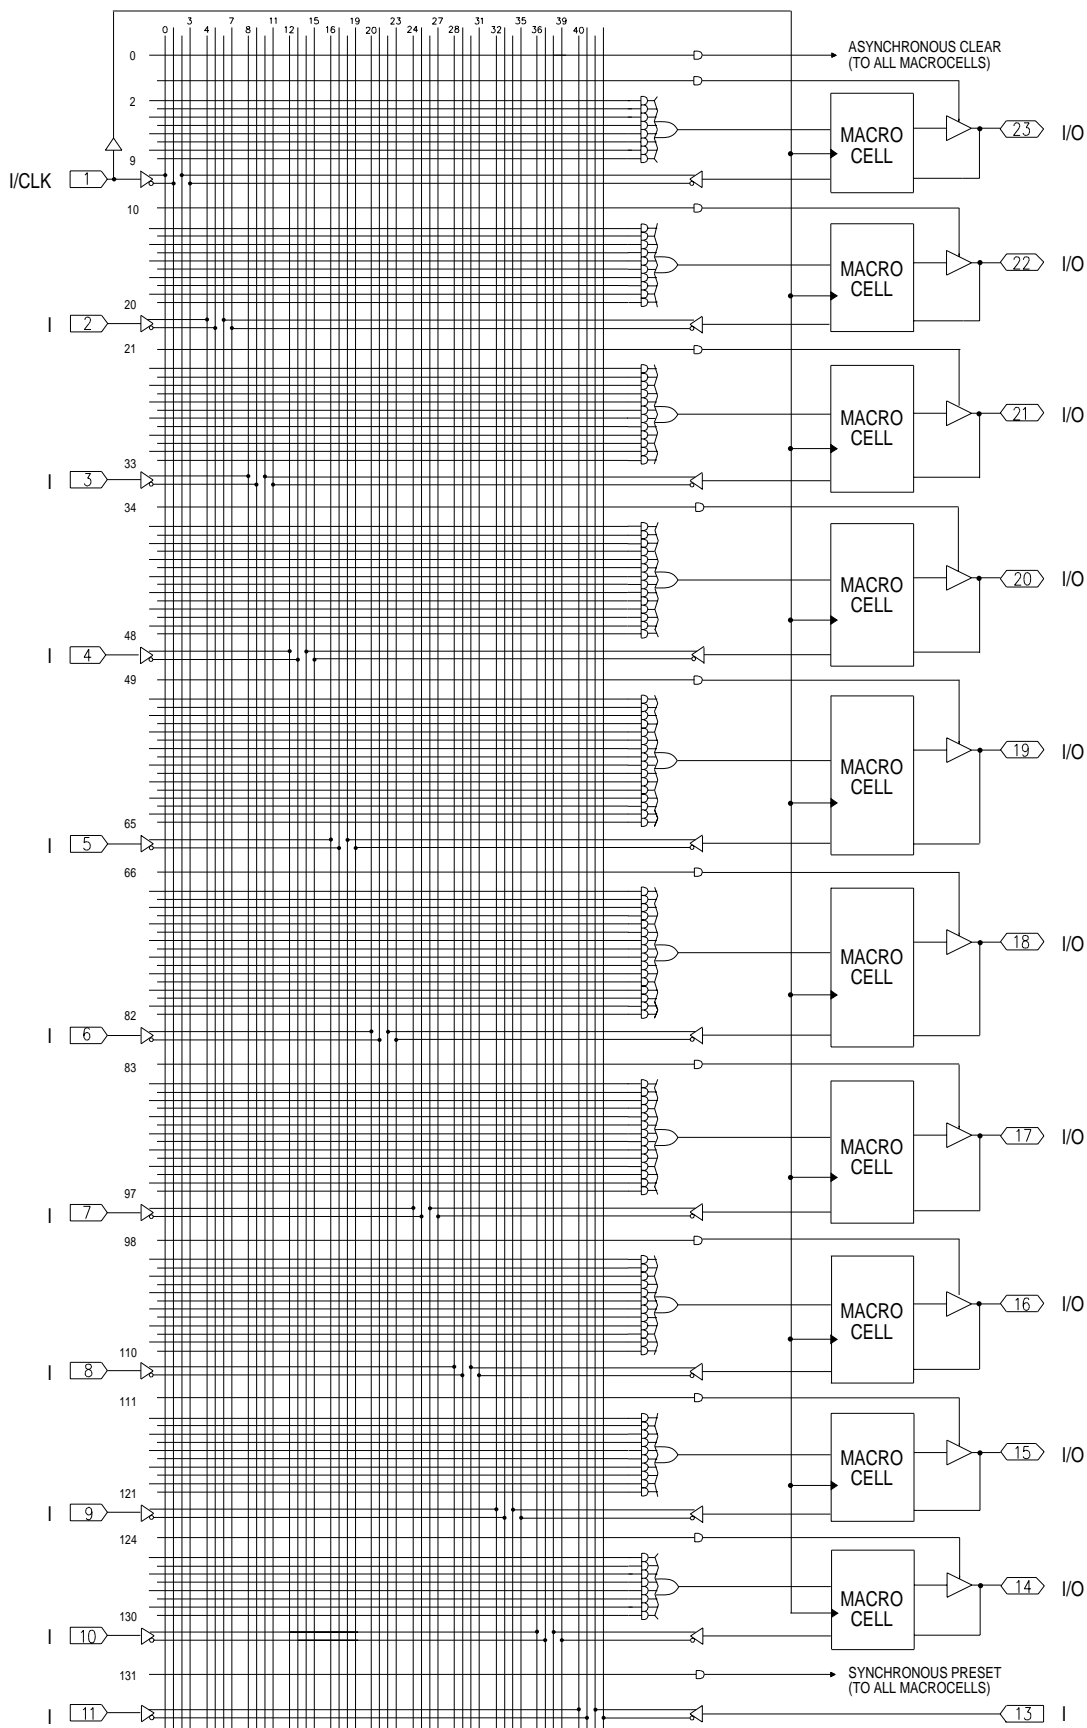 3 7 11 15 19 23 27 31 35 39
0 4 8 12 16 20 24 28 32 36 40
0 ASYNCHRONOUS CLEAR
(TO ALL MACROCELLS)
2
MACRO
CELL
23 I/O
9
I/CLK 1
10
MACRO
CELL
22 I/O
20
I 2
21
MACRO
CELL
21 I/O
33
I 3
34
MACRO
CELL
20 I/O
48
I 4
49
MACRO
CELL
19 I/O
65
I 5
66
MACRO
CELL
18 I/O
82
I 6
83
MACRO
CELL
17 I/O
97
I 7
98
MACRO
CELL
16 I/O
110
I 8
111
MACRO
CELL
15 I/O
121
I 9
124
MACRO
CELL
14 I/O
130
I 10
131 SYNCHRONOUS PRESET
(TO ALL MACROCELLS)
I 11 13 I